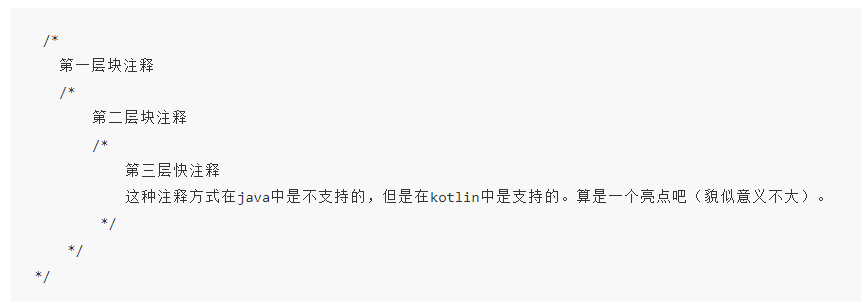 /*
第一层块注释
/*
第二层块注释
/*
第三层快注释
这种注释方式在java中是不支持的，但是在kotlin中是支持的。算是一个亮点吧（貌似意义不大）。
*/
*/
*/